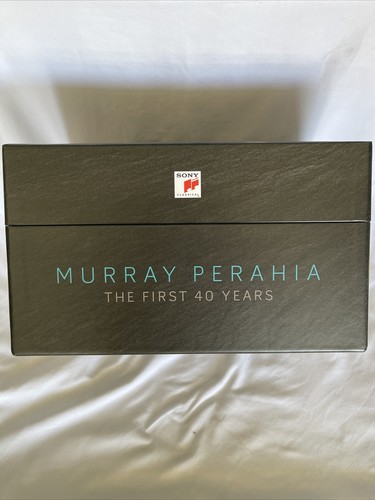 SONY
CLASSICAL
MURRAY PERAHIA
THE FIRST 40 YEARS